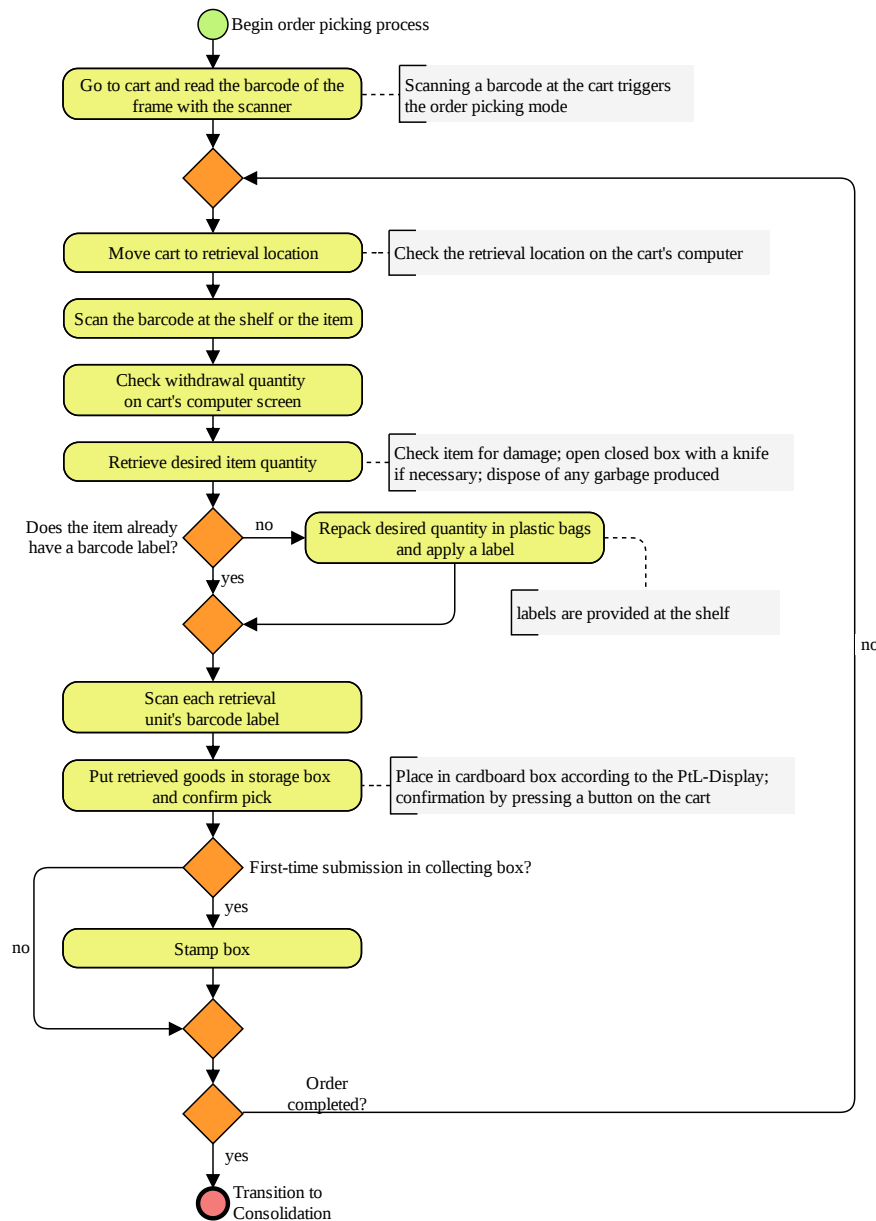 Begin order picking process
Go to cart and read the barcode of the
frame with the scanner
Scanning a barcode at the cart triggers
the order picking mode
Move cart to retrieval location
Check the retrieval location on the cart's computer
Scan the barcode at the shelf or the item
Check withdrawal quantity
on cart's computer screen
Retrieve desired item quantity
Check item for damage; open closed box with a knife
if necessary; dispose of any garbage produced
Does the item already
have a barcode label?
no
Repack desired quantity in plastic bags
and apply a label
yes
labels are provided at the shelf
no
Scan each retrieval
unit's barcode label
Put retrieved goods in storage box
and confirm pick
Place in cardboard box according to the PtL-Display;
confirmation by pressing a button on the cart
First-time submission in collecting box?
yes
no
Stamp box
Order
completed?
yes
Transition to
Consolidation